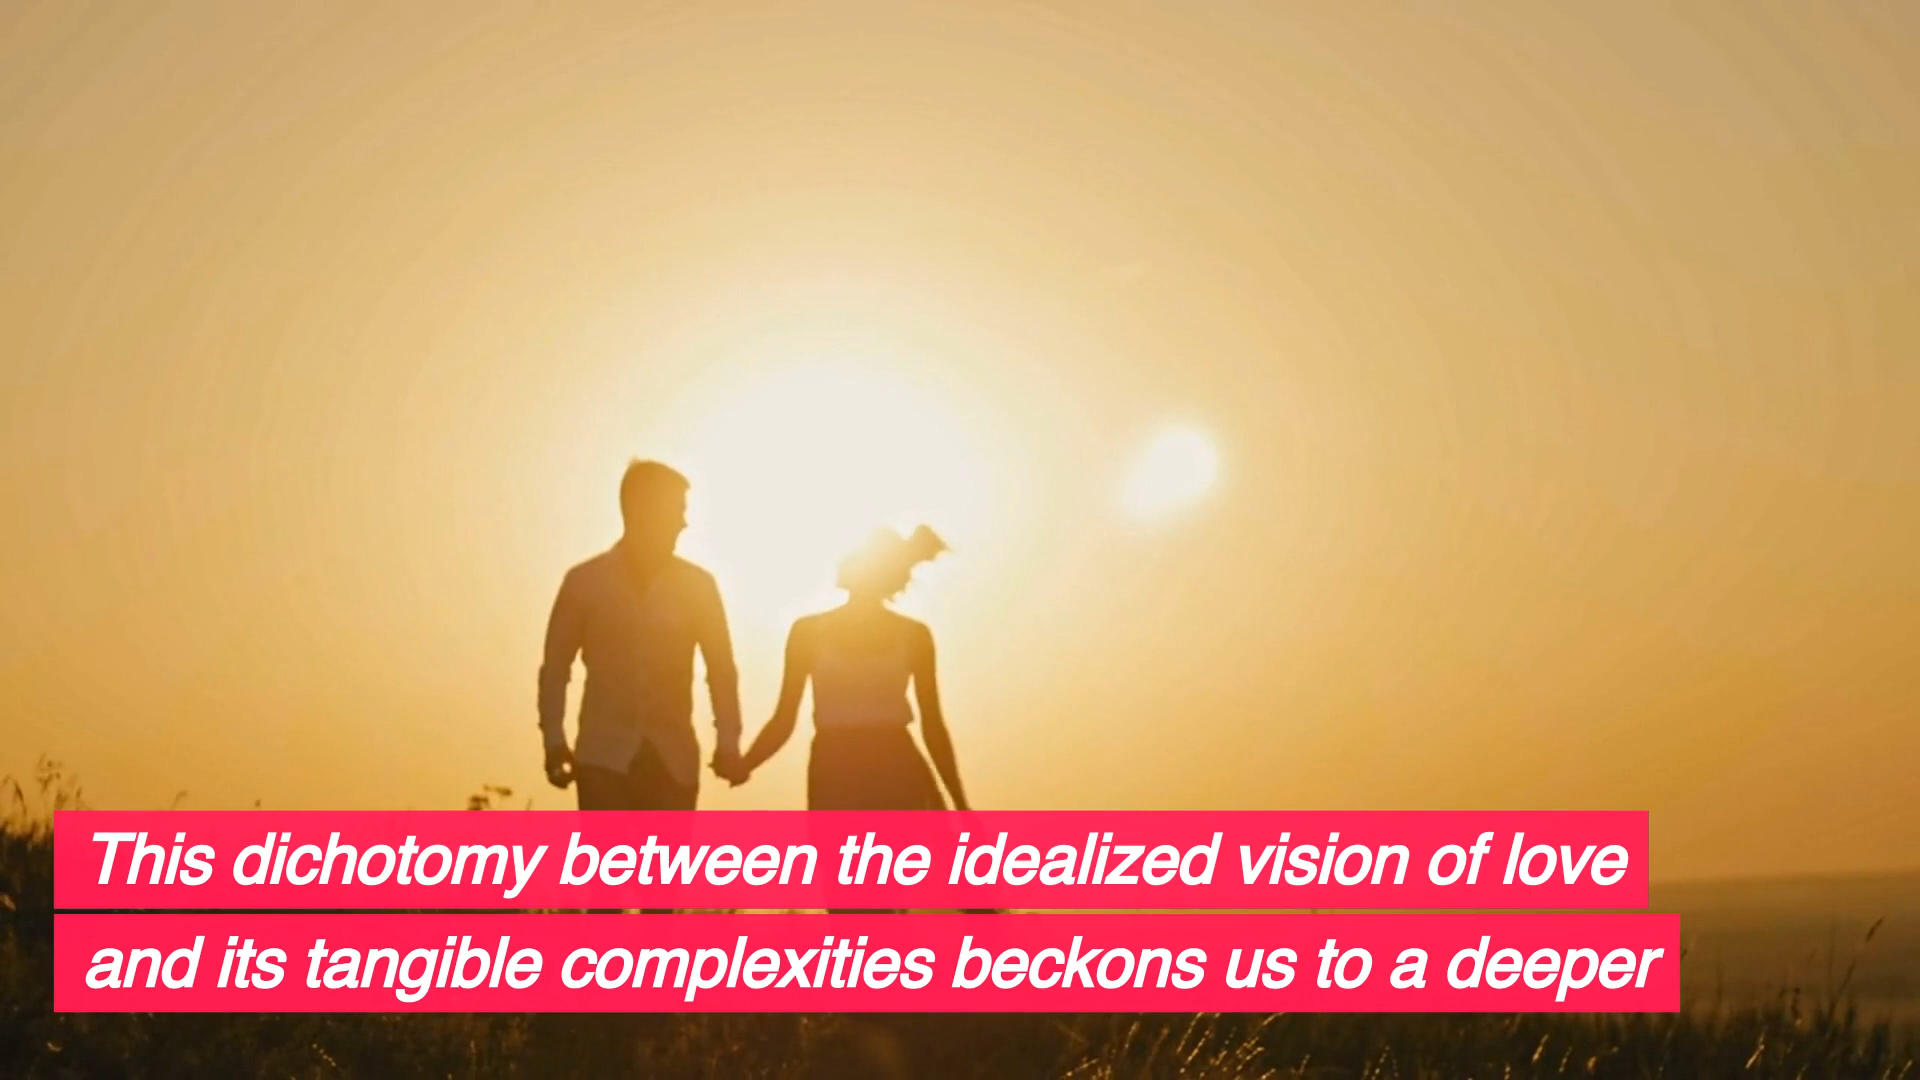 This dichotomy between the idealized vision of love
and its tangible complexities beckons us to a deeper